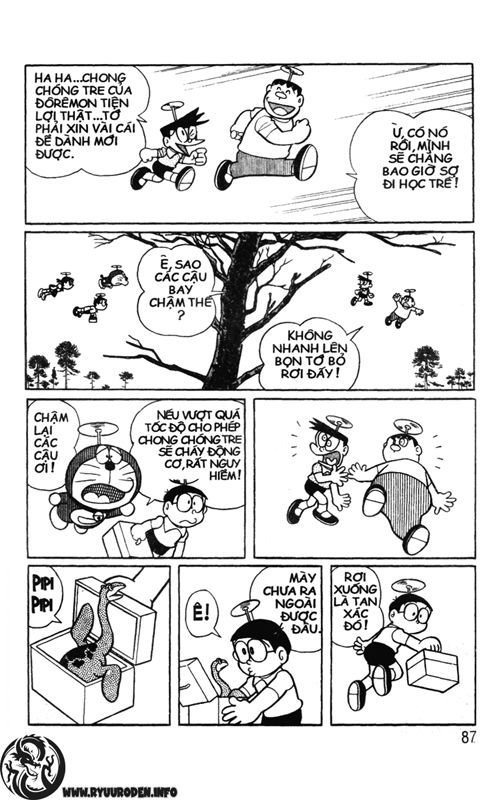 HA HA...CHONG
CHÓNG TRE CỦA
ĐÔRÊMON TIỆN
LỢI THẬT...TỚ
PHẢI XIN VÀI CÁI
ĐỂ DÀNH MỚI
ĐƯỢC.
Ừ, CÓ NÓ
RỒI, MÌNH
SẼ CHẲNG
BAO GIỜ SỢ
ĐI HỌC TRỄ!
Ê, SAO
CÁC CẬU
BAY
CHẬM THẾ
?
KHÔNG
NHANH LÊN
BỌN TỚ BỎ
RƠI ĐẤY!
CHẬM
LẠI
CÁC
CẬU
ƠI!
NẾU VƯỢT QUÁ
TỐC ĐỘ CHO PHÉP
CHONG CHÓNG TRE
SẼ CHÁY ĐỘNG
CƠ, RẤT NGUY
HIỂM!
PIPI
PIPI
Ê!
MÀY
CHƯA RA
NGOÀI
ĐƯỢC
ĐÂU.
RƠI
XUỐNG
LÀ TAN
XÁC
ĐÓ!
87
WWW.RYUURODEN.INFO